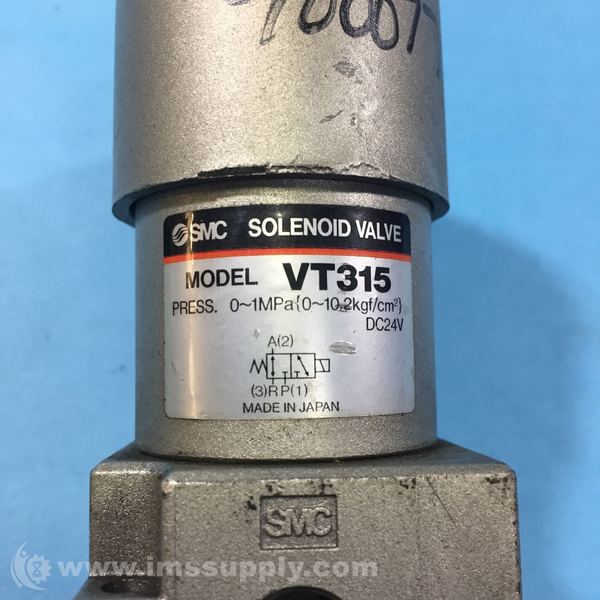 SMC SOLENOID VALVE
MODEL VT315
PRESS. 0~1MPa{0~10.2kgf/cm²}
DC24V
A(2)
(3)R P(1)
MADE IN JAPAN
SMC
www.imssupply.com